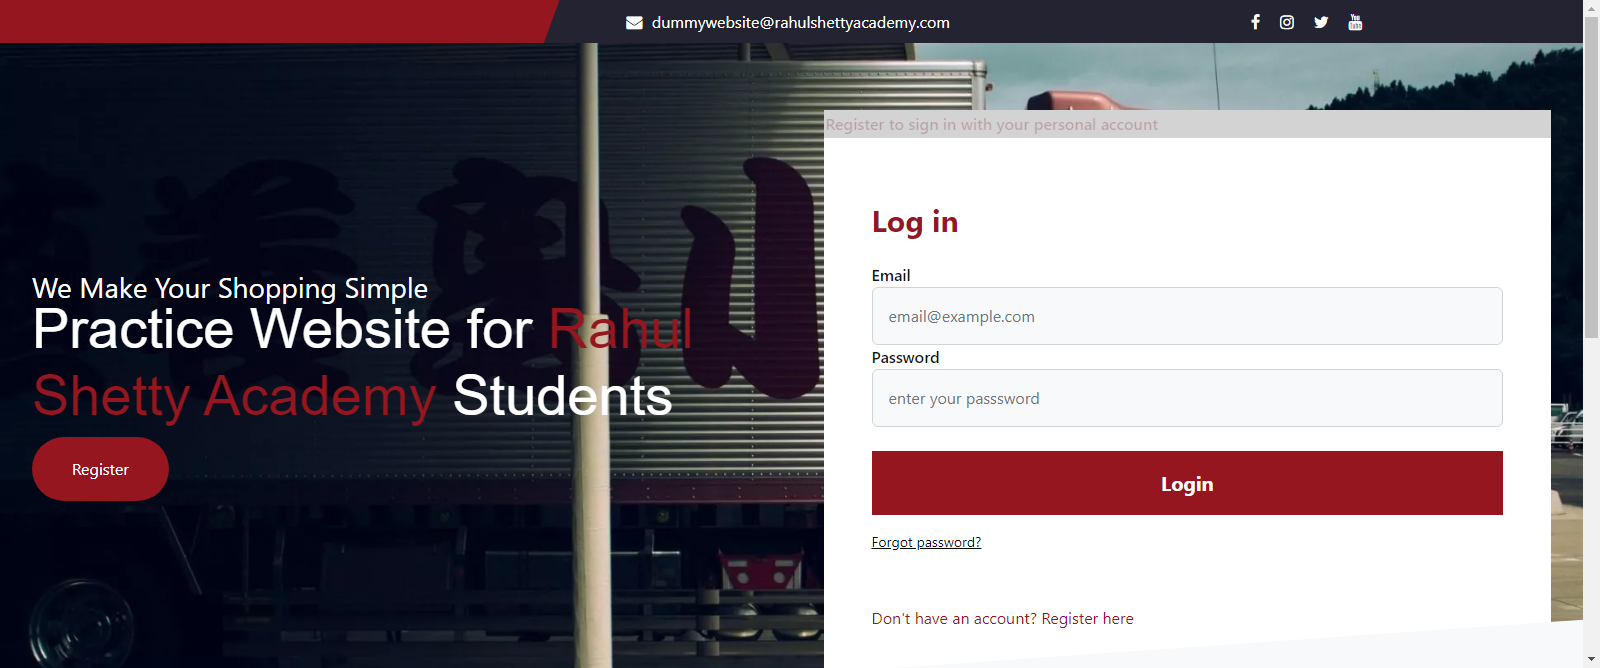 dummywebsite@rahulshettyacademy.com
We Make Your Shopping Simple
Practice Website for Rahul
Shetty Academy Students
Register
Register to sign in with your personal account
Log in
Email
email@example.com
Password
enter your passsword
Login
Forgot password?
Don't have an account? Register here